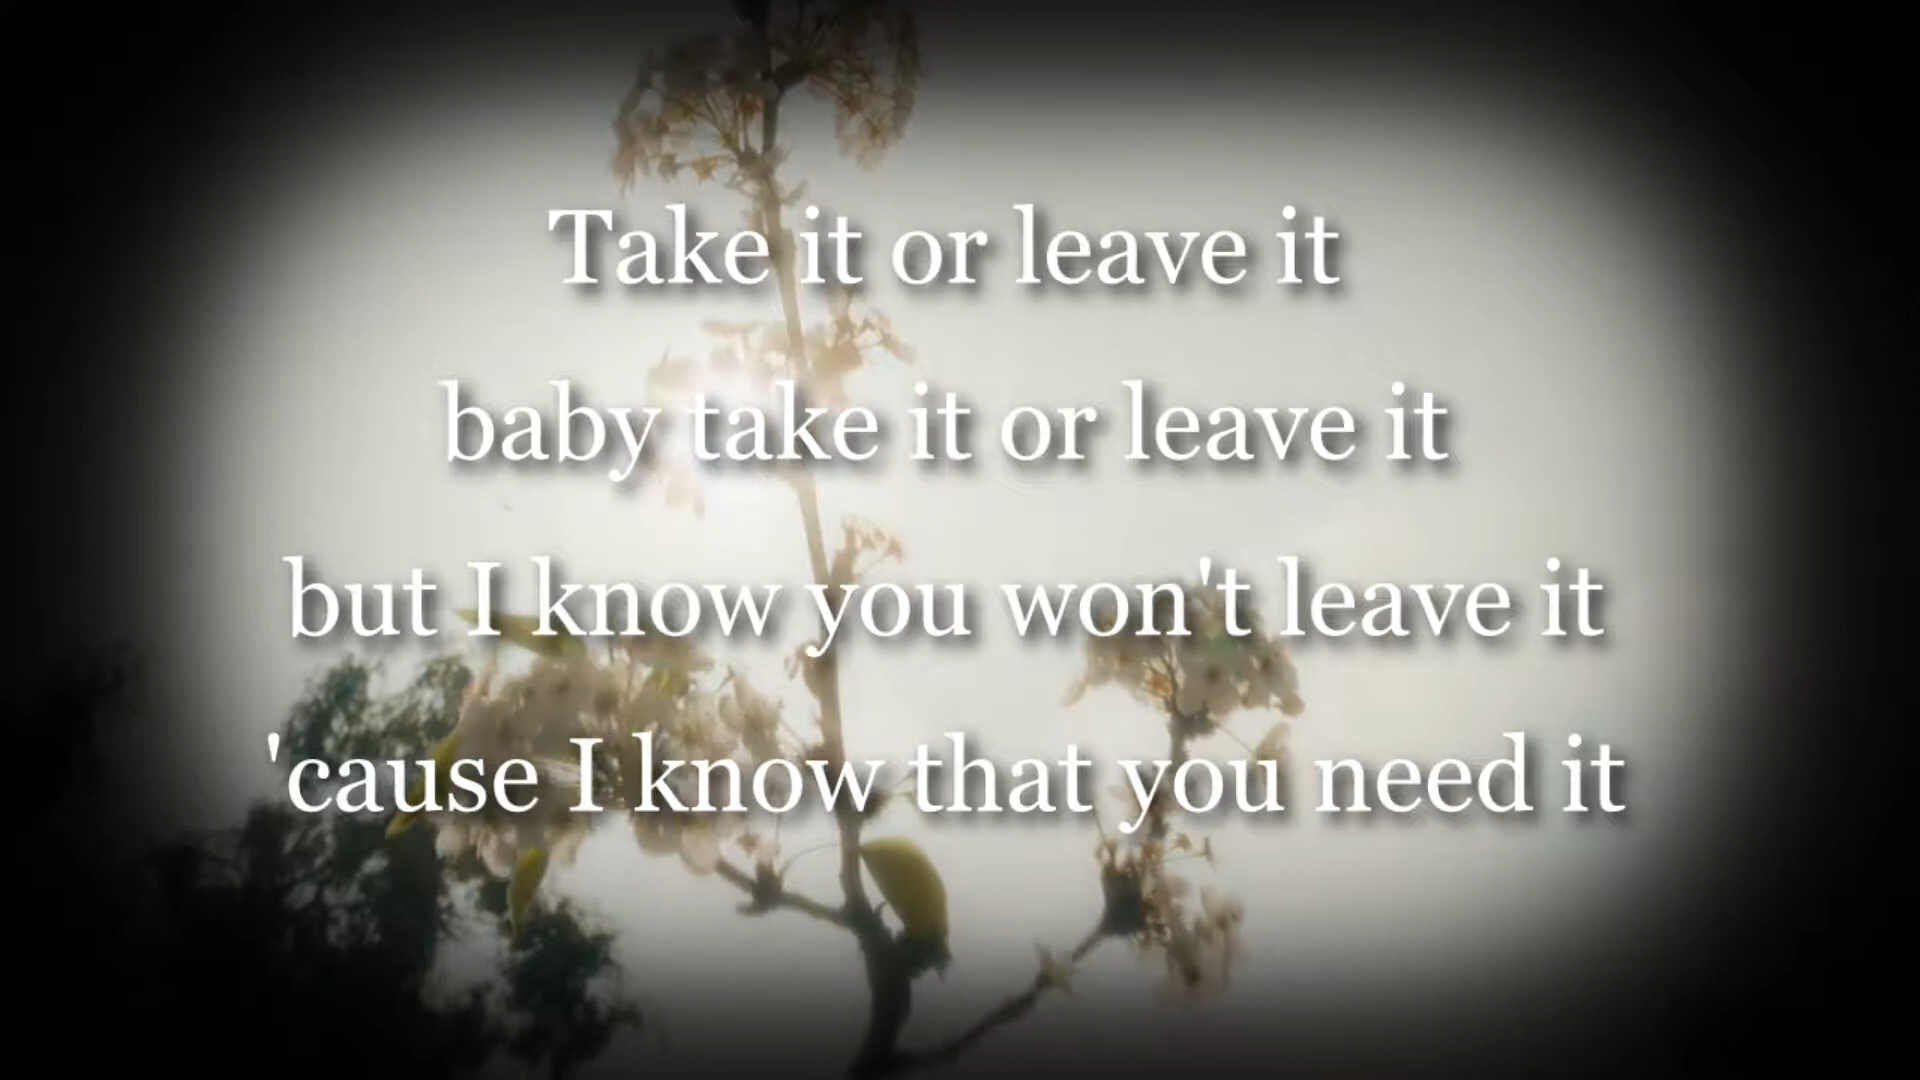 Take it or leave it
baby take it or leave it
but I know you won't leave it
'cause I know that you need it